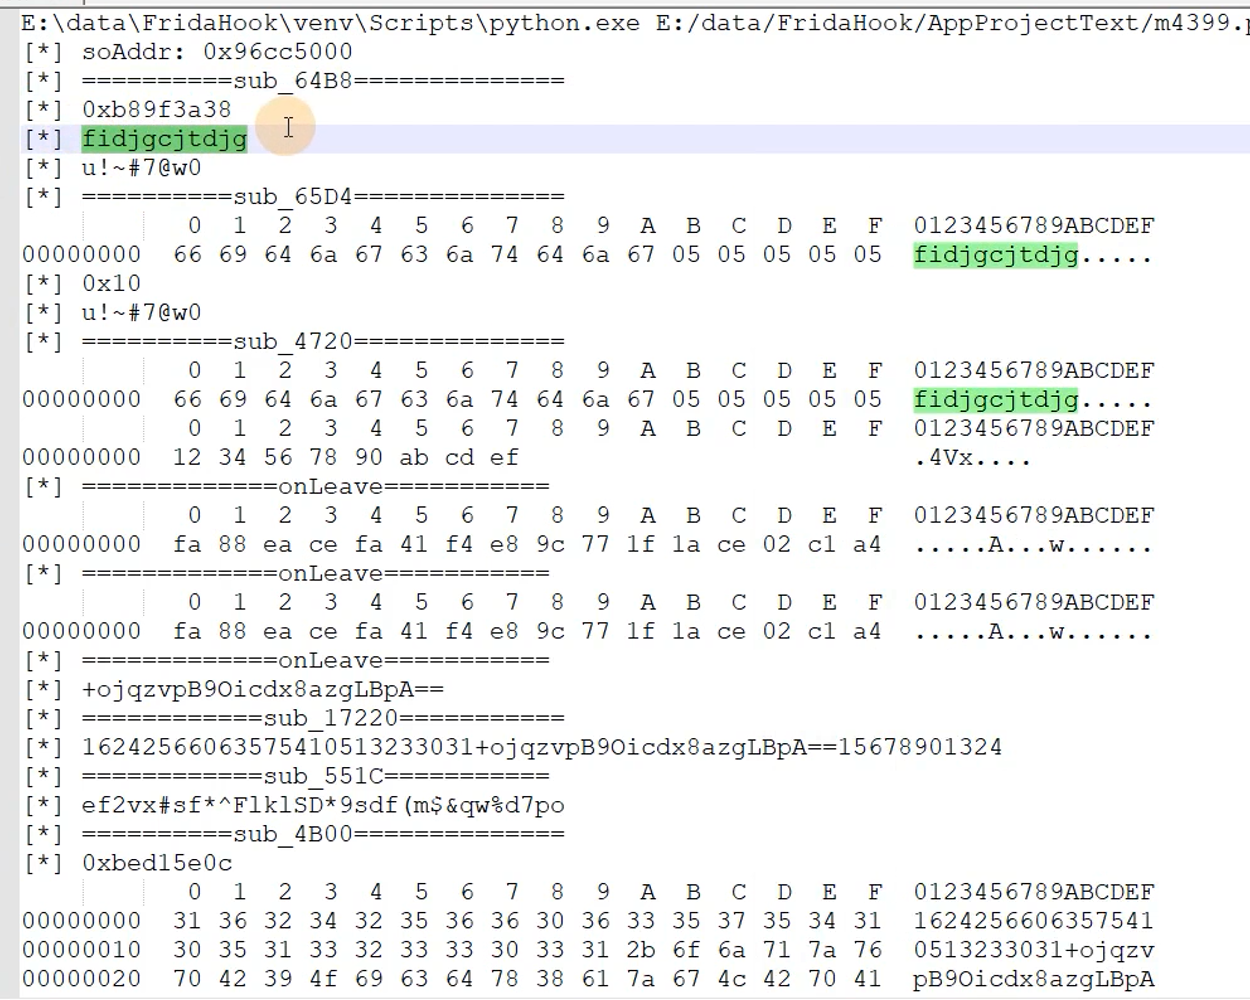 E:\data\FridaHook\venv\Scripts\python.exe E:/data/FridaHook/AppProjectText/m4399.p
[*] soAddr: 0x96cc5000
[*] ==========sub_64B8==============
[*] 0xb89f3a38
[*] fidjgcjtdjg
[*] u!~#7@w0
[*] ==========sub_65D4==============
0 1 2 3 4 5 6 7 8 9 A B C D E F 0123456789ABCDEF
00000000 66 69 64 6a 67 63 6a 74 64 6a 67 05 05 05 05 05 fidjgcjtdjg.....
[*] 0x10
[*] u!~#7@w0
[*] ==========sub_4720==============
0 1 2 3 4 5 6 7 8 9 A B C D E F 0123456789ABCDEF
00000000 66 69 64 6a 67 63 6a 74 64 6a 67 05 05 05 05 05 fidjgcjtdjg.....
0 1 2 3 4 5 6 7 8 9 A B C D E F 0123456789ABCDEF
00000000 12 34 56 78 90 ab cd ef .4Vx....
[*] =============onLeave===========
0 1 2 3 4 5 6 7 8 9 A B C D E F 0123456789ABCDEF
00000000 fa 88 ea ce fa 41 f4 e8 9c 77 1f 1a ce 02 c1 a4 .....A...w......
[*] =============onLeave===========
0 1 2 3 4 5 6 7 8 9 A B C D E F 0123456789ABCDEF
00000000 fa 88 ea ce fa 41 f4 e8 9c 77 1f 1a ce 02 c1 a4 .....A...w......
[*] =============onLeave===========
[*] +ojqzvpB9Oicdx8azgLBpA==
[*] ============sub_17220===========
[*] 16242566063575410513233031+ojqzvpB9Oicdx8azgLBpA==15678901324
[*] ============sub_551C===========
[*] ef2vx#sf*^FlklSD*9sdf(m$&qw%d7po
[*] ==========sub_4B00==============
[*] 0xbed15e0c
0 1 2 3 4 5 6 7 8 9 A B C D E F 0123456789ABCDEF
00000000 31 36 32 34 32 35 36 36 30 36 33 35 37 35 34 31 1624256606357541
00000010 30 35 31 33 32 33 33 30 33 31 2b 6f 6a 71 7a 76 0513233031+ojqzv
00000020 70 42 39 4f 69 63 64 78 38 61 7a 67 4c 42 70 41 pB9Oicdx8azgLBpA